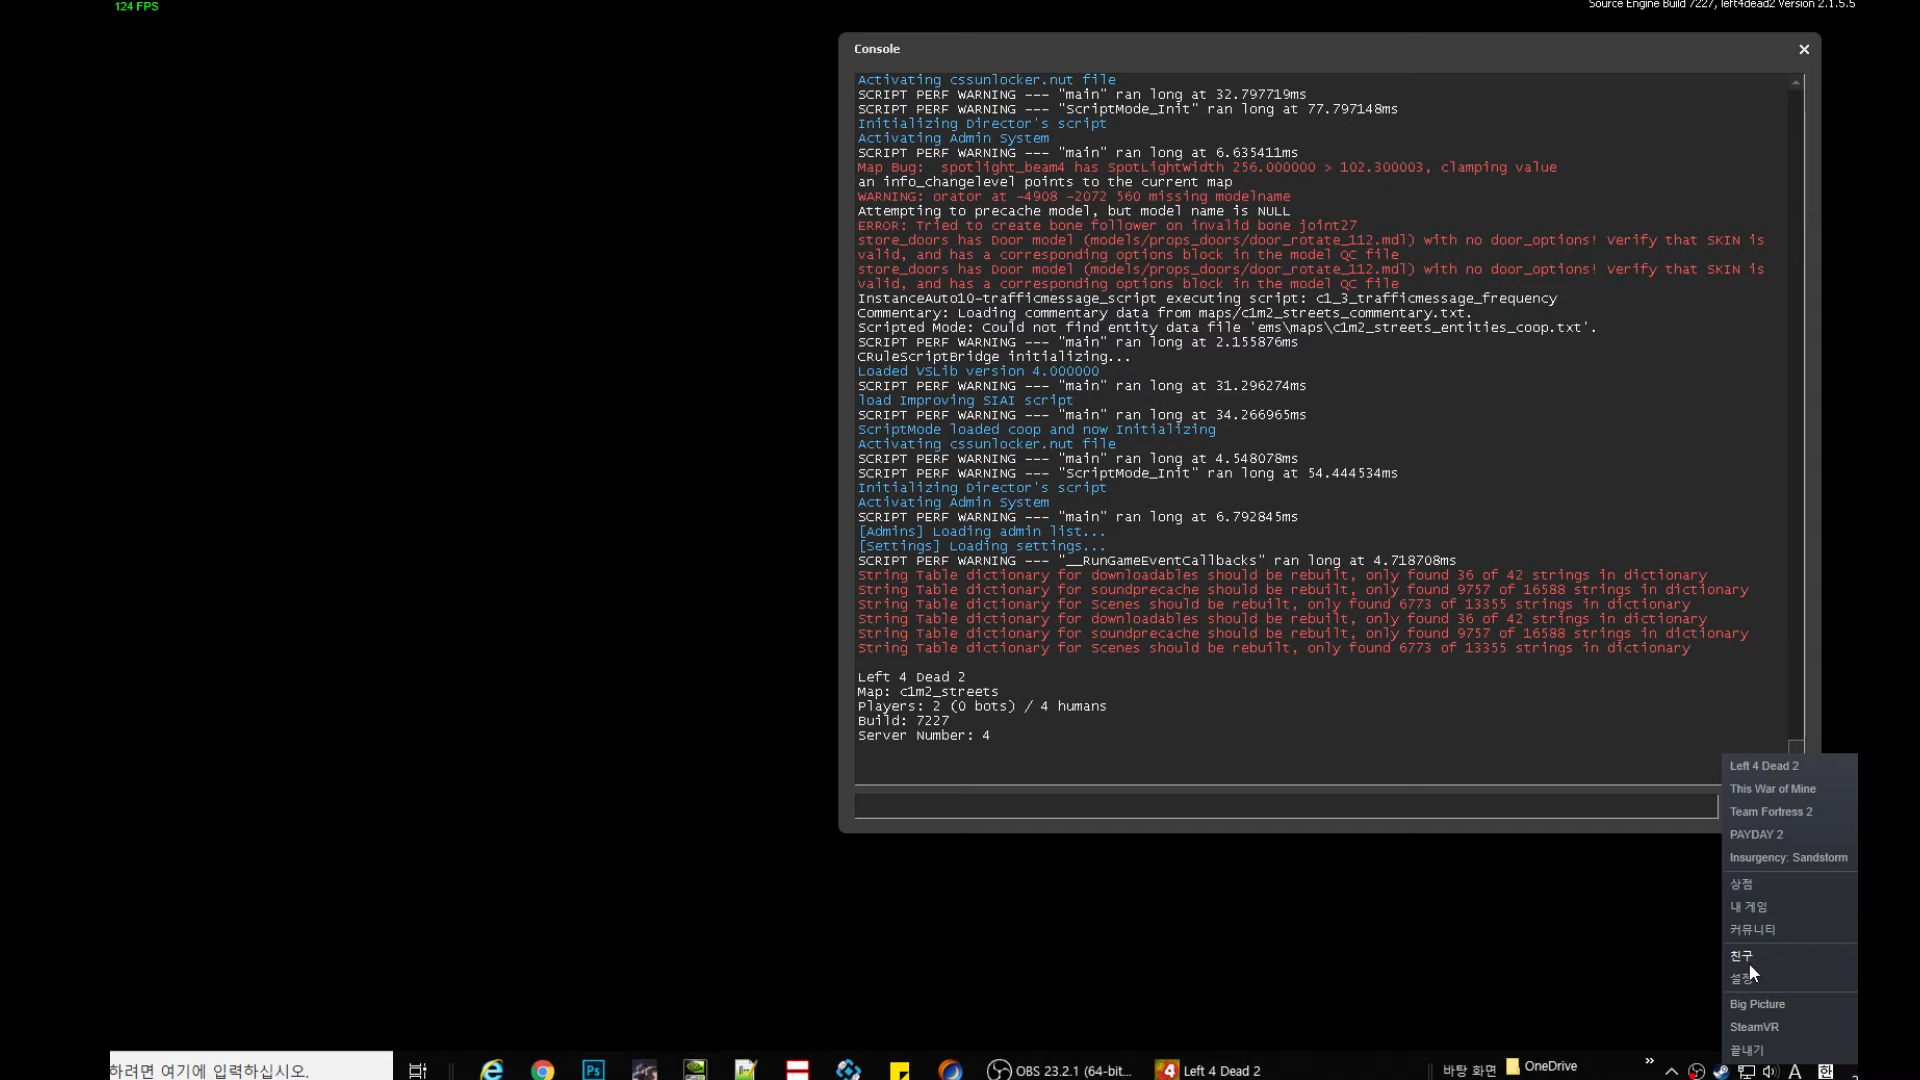 124 FPS
Source Engine Build 7227, left4dead2 Version 2.1.5.5
Console
Activating cssunlocker.nut file
SCRIPT PERF WARNING --- "main" ran long at 32.797719ms
SCRIPT PERF WARNING --- "ScriptMode_Init" ran long at 77.797148ms
Initializing Director's script
Activating Admin System
SCRIPT PERF WARNING --- "main" ran long at 6.635411ms
Map Bug:  spotlight_beam4 has SpotLightWidth 256.000000 > 102.300003, clamping value
an info_changelevel points to the current map
WARNING: orator at -4908 -2072 560 missing modelname
Attempting to precache model, but model name is NULL
ERROR: Tried to create bone follower on invalid bone joint27
store_doors has Door model (models/props_doors/door_rotate_112.mdl) with no door_options! Verify that SKIN is
valid, and has a corresponding options block in the model QC file
store_doors has Door model (models/props_doors/door_rotate_112.mdl) with no door_options! Verify that SKIN is
valid, and has a corresponding options block in the model QC file
InstanceAuto10-trafficmessage_script executing script: c1_3_trafficmessage_frequency
Commentary: Loading commentary data from maps/c1m2_streets_commentary.txt.
Scripted Mode: Could not find entity data file 'ems\maps\c1m2_streets_entities_coop.txt'.
SCRIPT PERF WARNING --- "main" ran long at 2.155876ms
CRuleScriptBridge initializing...
Loaded VSLib version 4.000000
SCRIPT PERF WARNING --- "main" ran long at 31.296274ms
load Improving SIAI script
SCRIPT PERF WARNING --- "main" ran long at 34.266965ms
ScriptMode loaded coop and now Initializing
Activating cssunlocker.nut file
SCRIPT PERF WARNING --- "main" ran long at 4.548078ms
SCRIPT PERF WARNING --- "ScriptMode_Init" ran long at 54.444534ms
Initializing Director's script
Activating Admin System
SCRIPT PERF WARNING --- "main" ran long at 6.792845ms
[Admins] Loading admin list...
[Settings] Loading settings...
SCRIPT PERF WARNING --- "__RunGameEventCallbacks" ran long at 4.718708ms
String Table dictionary for downloadables should be rebuilt, only found 36 of 42 strings in dictionary
String Table dictionary for soundprecache should be rebuilt, only found 9757 of 16588 strings in dictionary
String Table dictionary for Scenes should be rebuilt, only found 6773 of 13355 strings in dictionary
String Table dictionary for downloadables should be rebuilt, only found 36 of 42 strings in dictionary
String Table dictionary for soundprecache should be rebuilt, only found 9757 of 16588 strings in dictionary
String Table dictionary for Scenes should be rebuilt, only found 6773 of 13355 strings in dictionary
Left 4 Dead 2
Map: c1m2_streets
Players: 2 (0 bots) / 4 humans
Build: 7227
Server Number: 4
Left 4 Dead 2
This War of Mine
Team Fortress 2
PAYDAY 2
Insurgency: Sandstorm
상점
내 게임
커뮤니티
친구
설정
Big Picture
SteamVR
끝내기
하려면 여기에 입력하십시오.
Ps
OBS 23.2.1 (64-bit...
4 Left 4 Dead 2
바탕 화면
OneDrive
A
한